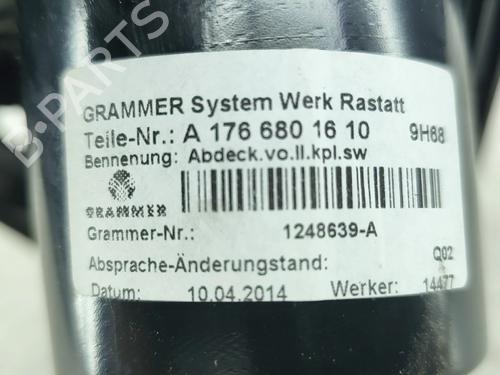 GRAMMER System Werk Rastatt
Teile-Nr.: A 176 680 16 10 9H68
Bennenung: Abdeck.vo.ll.kpl.sw
GRAMMER
Grammer-Nr.: 1248639-A
Absprache-Änderungstand: Q02
Datum: 10.04.2014 Werker: 14477
B-PARTS